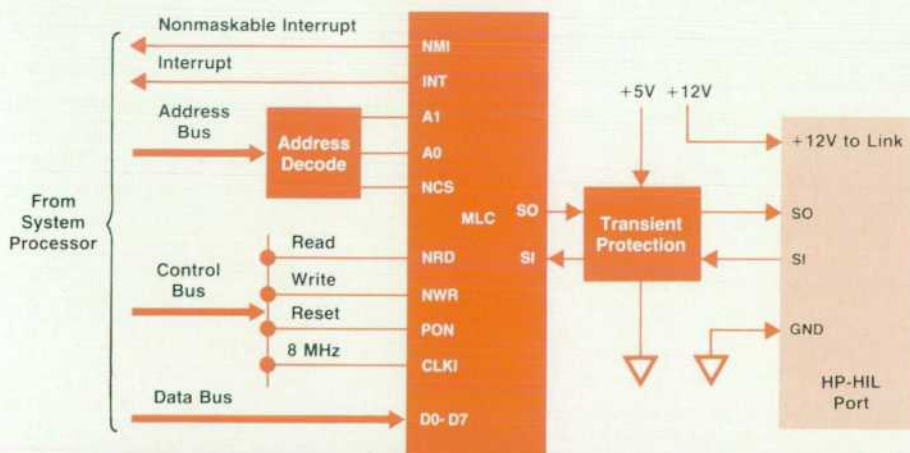 Nonmaskable Interrupt
NMI
Interrupt
INT
Address
Bus
Address
Decode
A1
A0
NCS
From
System
Processor
Control
Bus
Read
NRD
Write
NWR
Reset
PON
8 MHz
CLKI
Data Bus
D0-D7
MLC
SO
SI
+5V
+12V
Transient
Protection
+12V to Link
SO
SI
GND
HP-HIL
Port